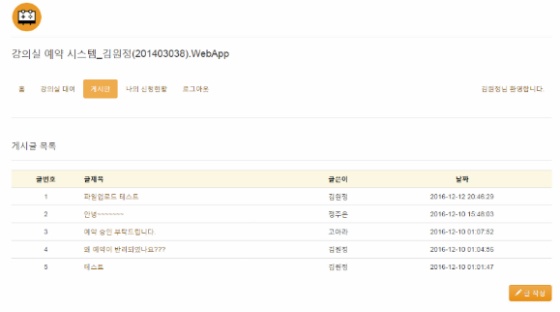 강의실 예약 시스템_김원정(201403038).WebApp
홈 강의실 대여 게시판 나의 신청현황 로그아웃 김원정님 환영합니다.
게시글 목록
글번호 글제목 글쓴이 날짜
1 파일업로드 테스트 김원정 2016-12-12 20:46:29
2 안녕~~~~~~~ 정주은 2016-12-10 15:48:03
3 예약 승인 부탁드립니다. 고아라 2016-12-10 01:07:52
4 왜 예약이 반려되었나요??? 김원정 2016-12-10 01:04:56
5 테스트 김원정 2016-12-10 01:01:47
글 작성